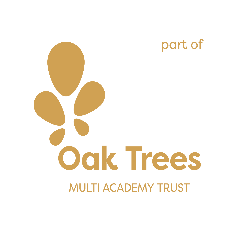 part of
Oak Trees
MULTI ACADEMY TRUST